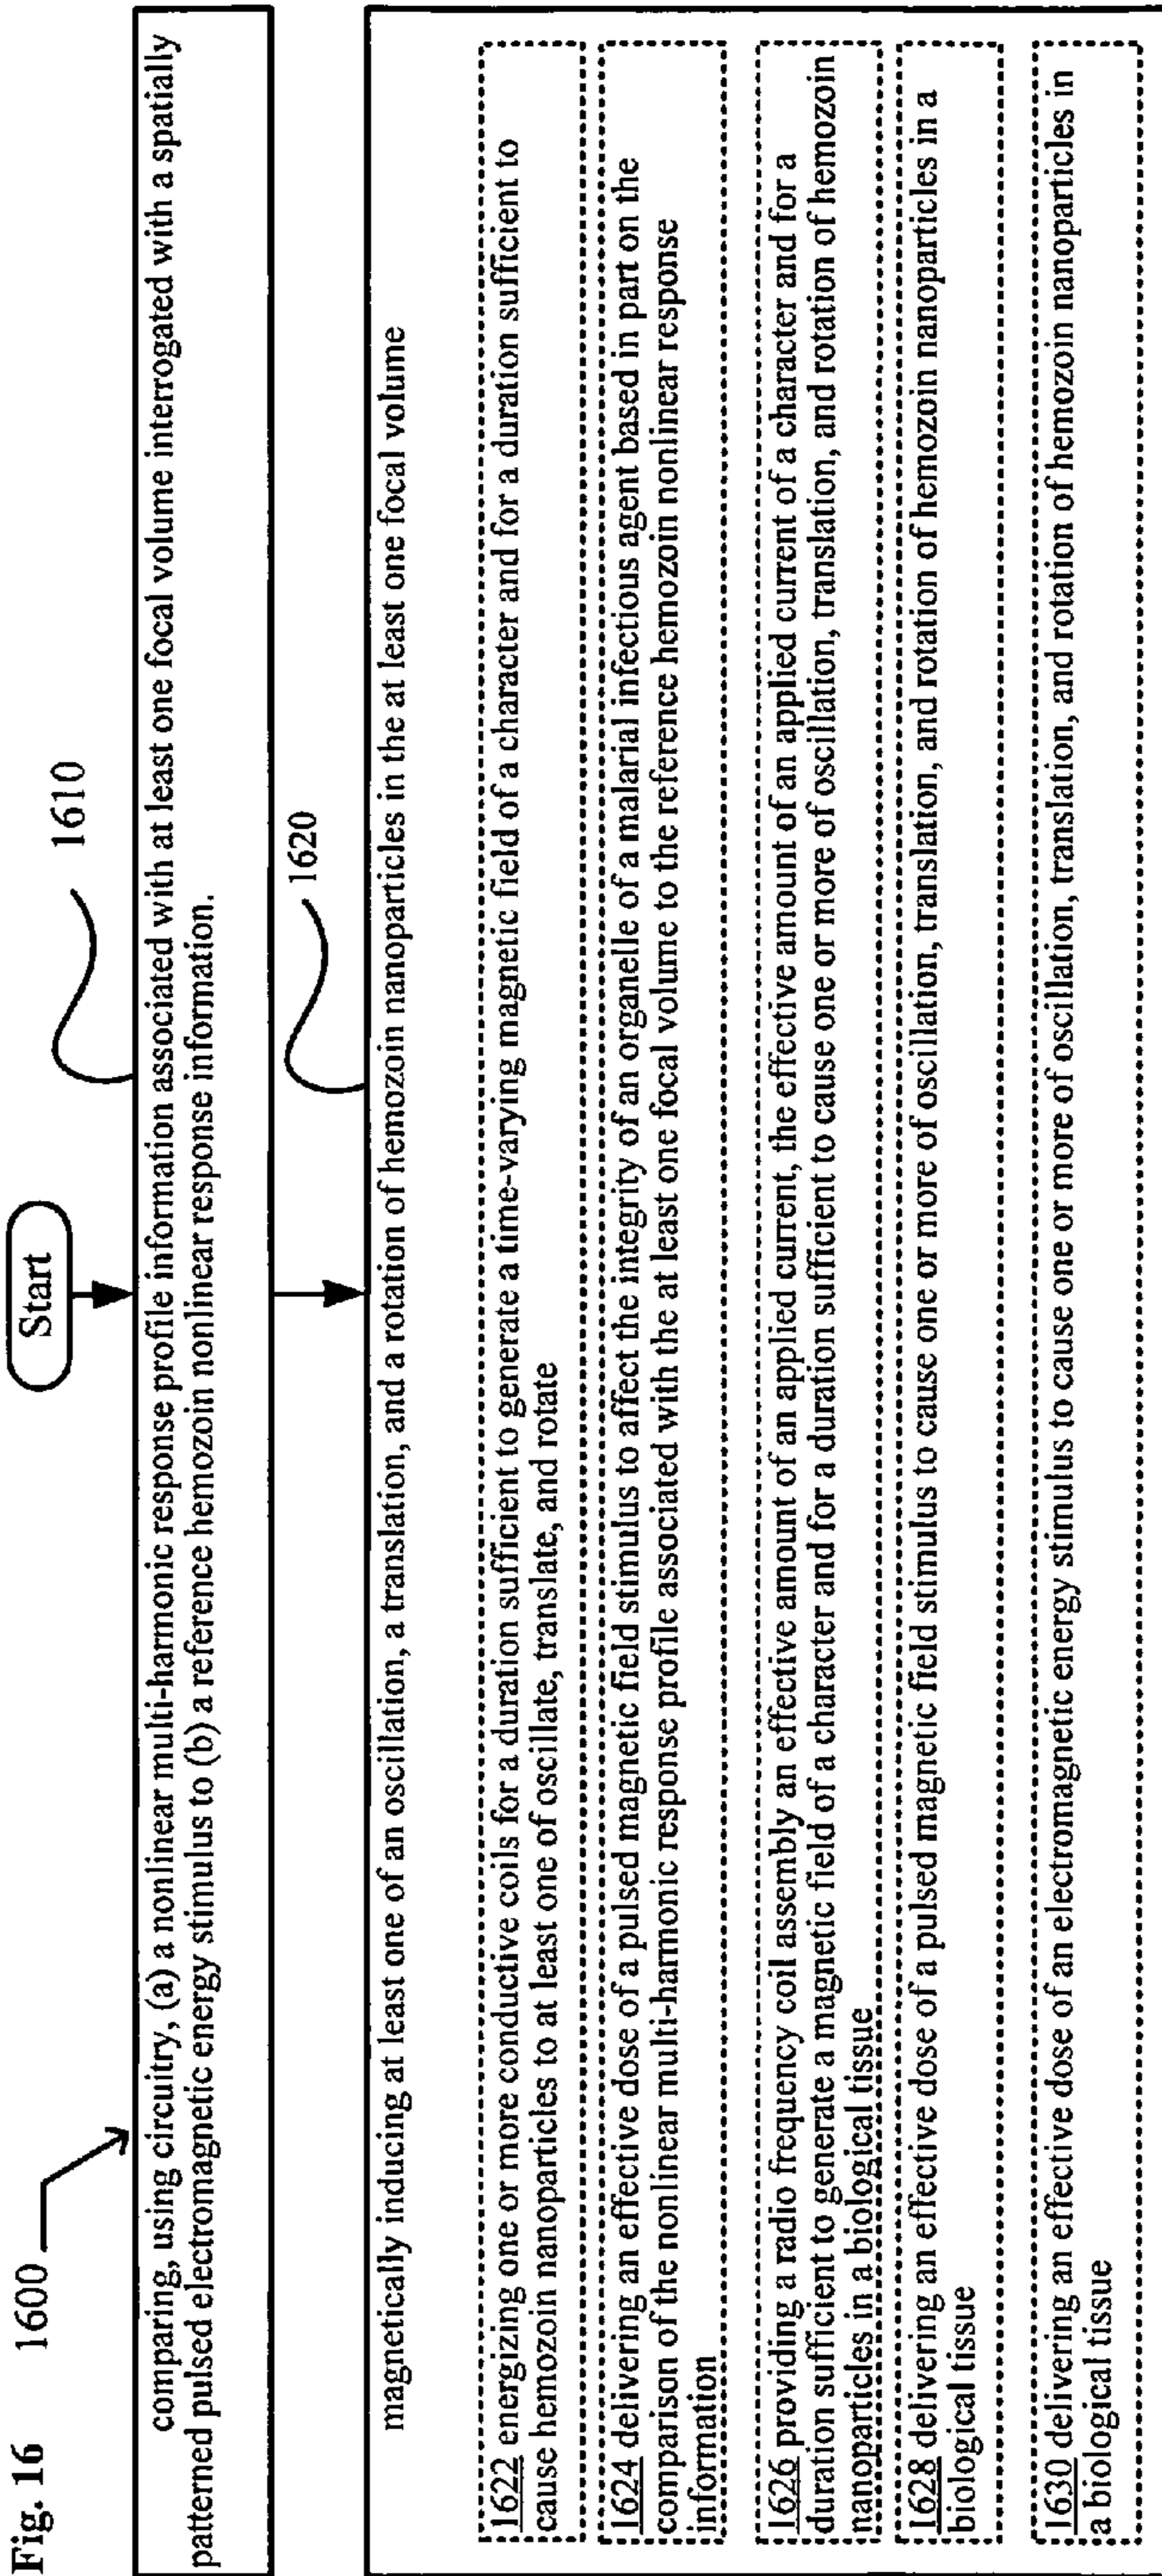 Fig. 16
1600
Start
1610
comparing, using circuitry, (a) a nonlinear multi-harmonic response profile information associated with at least one focal volume interrogated with a spatially
patterned pulsed electromagnetic energy stimulus to (b) a reference hemozoin nonlinear response information.
1620
magnetically inducing at least one of an oscillation, a translation, and a rotation of hemozoin nanoparticles in the at least one focal volume
1622 energizing one or more conductive coils for a duration sufficient to generate a time-varying magnetic field of a character and for a duration sufficient to
cause hemozoin nanoparticles to at least one of oscillate, translate, and rotate
1624 delivering an effective dose of a pulsed magnetic field stimulus to affect the integrity of an organelle of a malarial infectious agent based in part on the
comparison of the nonlinear multi-harmonic response profile associated with the at least one focal volume to the reference hemozoin nonlinear response
information
1626 providing a radio frequency coil assembly an effective amount of an applied current, the effective amount of an applied current of a character and for a
duration sufficient to generate a magnetic field of a character and for a duration sufficient to cause one or more of oscillation, translation, and rotation of hemozoin
nanoparticles in a biological tissue
1628 delivering an effective dose of a pulsed magnetic field stimulus to cause one or more of oscillation, translation, and rotation of hemozoin nanoparticles in a
biological tissue
1630 delivering an effective dose of an electromagnetic energy stimulus to cause one or more of oscillation, translation, and rotation of hemozoin nanoparticles in
a biological tissue